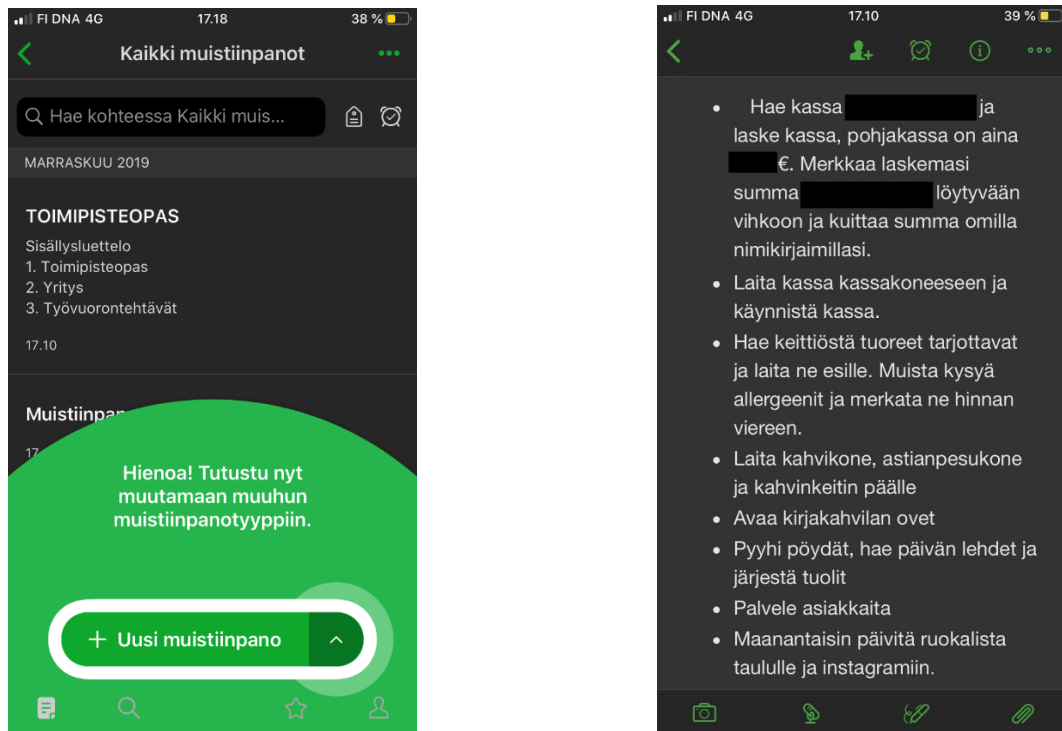 FI DNA 4G 17.18 38 %
Kaikki muistiinpanot
Hae kohteessa Kaikki muis...
MARRASKUU 2019
TOIMIPISTEOPAS
Sisällysluettelo
1. Toimipisteopas
2. Yritys
3. Työvuorontehtävät
17.10
Muistiinpan
17
Hienoa! Tutustu nyt
muutamaan muuhun
muistiinpanotyyppiin.
+ Uusi muistiinpano
FI DNA 4G 17.10 39 %
• Hae kassa ja
laske kassa, pohjakassa on aina
€. Merkkaa laskemasi
summa löytyvään
vihkoon ja kuittaa summa omilla
nimikirjaimillasi.
• Laita kassa kassakoneeseen ja
käynnistä kassa.
• Hae keittiöstä tuoreet tarjottavat
ja laita ne esille. Muista kysyä
allergeenit ja merkata ne hinnan
viereen.
• Laita kahvikone, astianpesukone
ja kahvinkeitin päälle
• Avaa kirjakahvilan ovet
• Pyyhi pöydät, hae päivän lehdet ja
järjestä tuolit
• Palvele asiakkaita
• Maanantaisin päivitä ruokalista
taululle ja instagramiin.